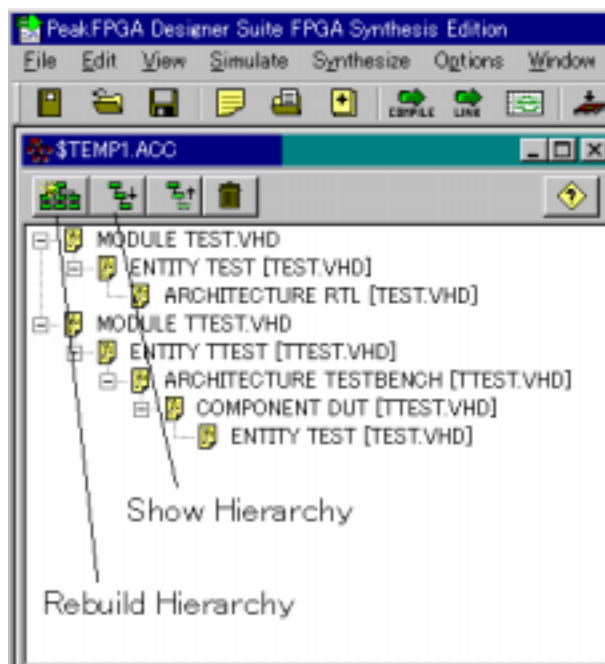 PeakFPGA Designer Suite FPGA Synthesis Edition
File Edit View Simulate Synthesize Options Window
COMPILE LINK
$TEMP1.ACC
MODULE TEST.VHD
ENTITY TEST [TEST.VHD]
ARCHITECTURE RTL [TEST.VHD]
MODULE TTEST.VHD
ENTITY TTEST [TTEST.VHD]
ARCHITECTURE TESTBENCH [TTEST.VHD]
COMPONENT DUT [TTEST.VHD]
ENTITY TEST [TEST.VHD]
Show Hierarchy
Rebuild Hierarchy